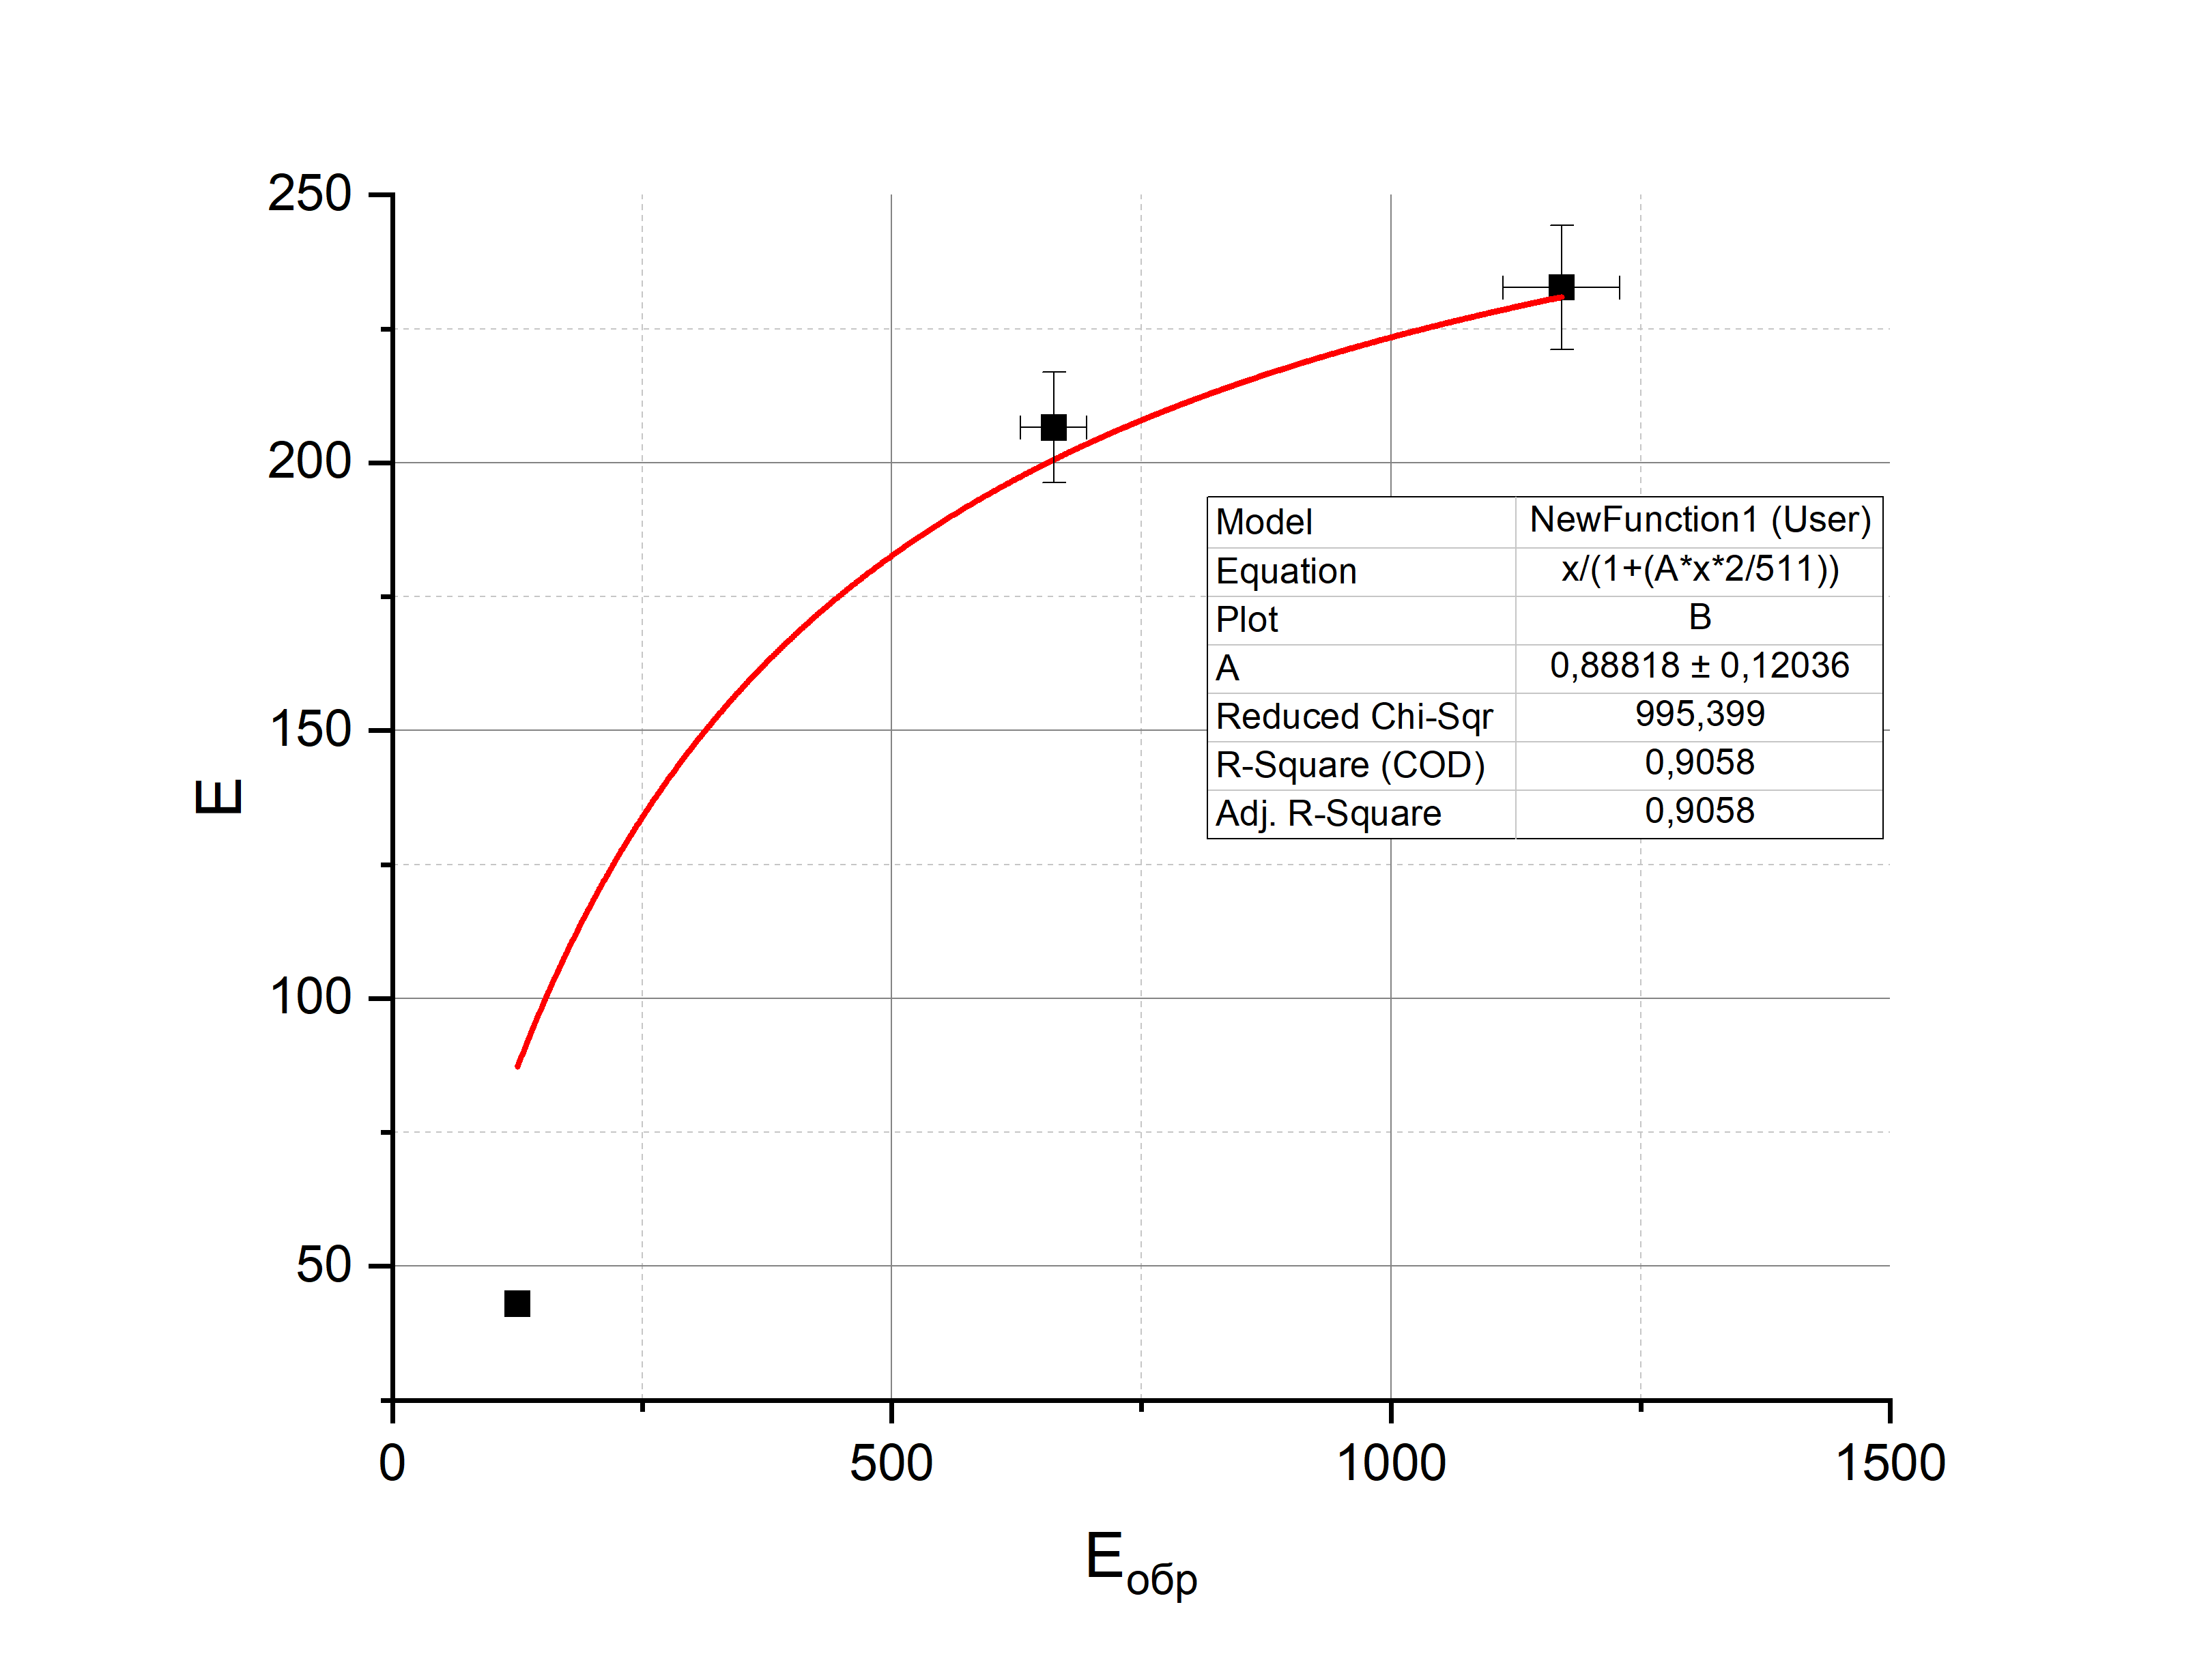 250
200
150
100
50
E
Model NewFunction1 (User)
Equation x/(1+(A*x*2/511))
Plot B
A 0,88818 ± 0,12036
Reduced Chi-Sqr 995,399
R-Square (COD) 0,9058
Adj. R-Square 0,9058
0 500 1000 1500
Eобр